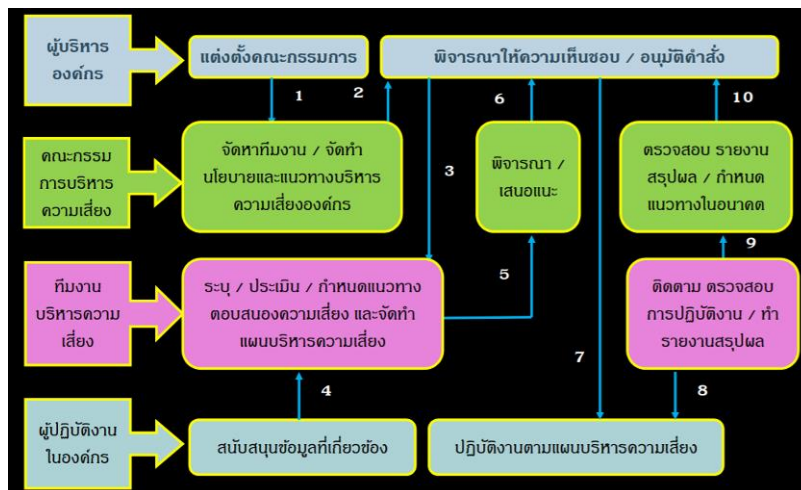 ผู้บริหาร
องค์กร
แต่งตั้งคณะกรรมการ
พิจารณาให้ความเห็นชอบ / อนุมัติคำสั่ง
1
2
6
10
คณะกรรม
การบริหาร
ความเสี่ยง
จัดหาทีมงาน / จัดทำ
นโยบายและแนวทางบริหาร
ความเสี่ยงองค์กร
3
พิจารณา /
เสนอแนะ
ตรวจสอบ รายงาน
สรุปผล / กำหนด
แนวทางในอนาคต
9
ทีมงาน
บริหารความ
เสี่ยง
ระบุ / ประเมิน / กำหนดแนวทาง
ตอบสนองความเสี่ยง และจัดทำ
แผนบริหารความเสี่ยง
5
ติดตาม ตรวจสอบ
การปฏิบัติงาน / ทำ
รายงานสรุปผล
7
4
8
ผู้ปฏิบัติงาน
ในองค์กร
สนับสนุนข้อมูลที่เกี่ยวข้อง
ปฏิบัติงานตามแผนบริหารความเสี่ยง